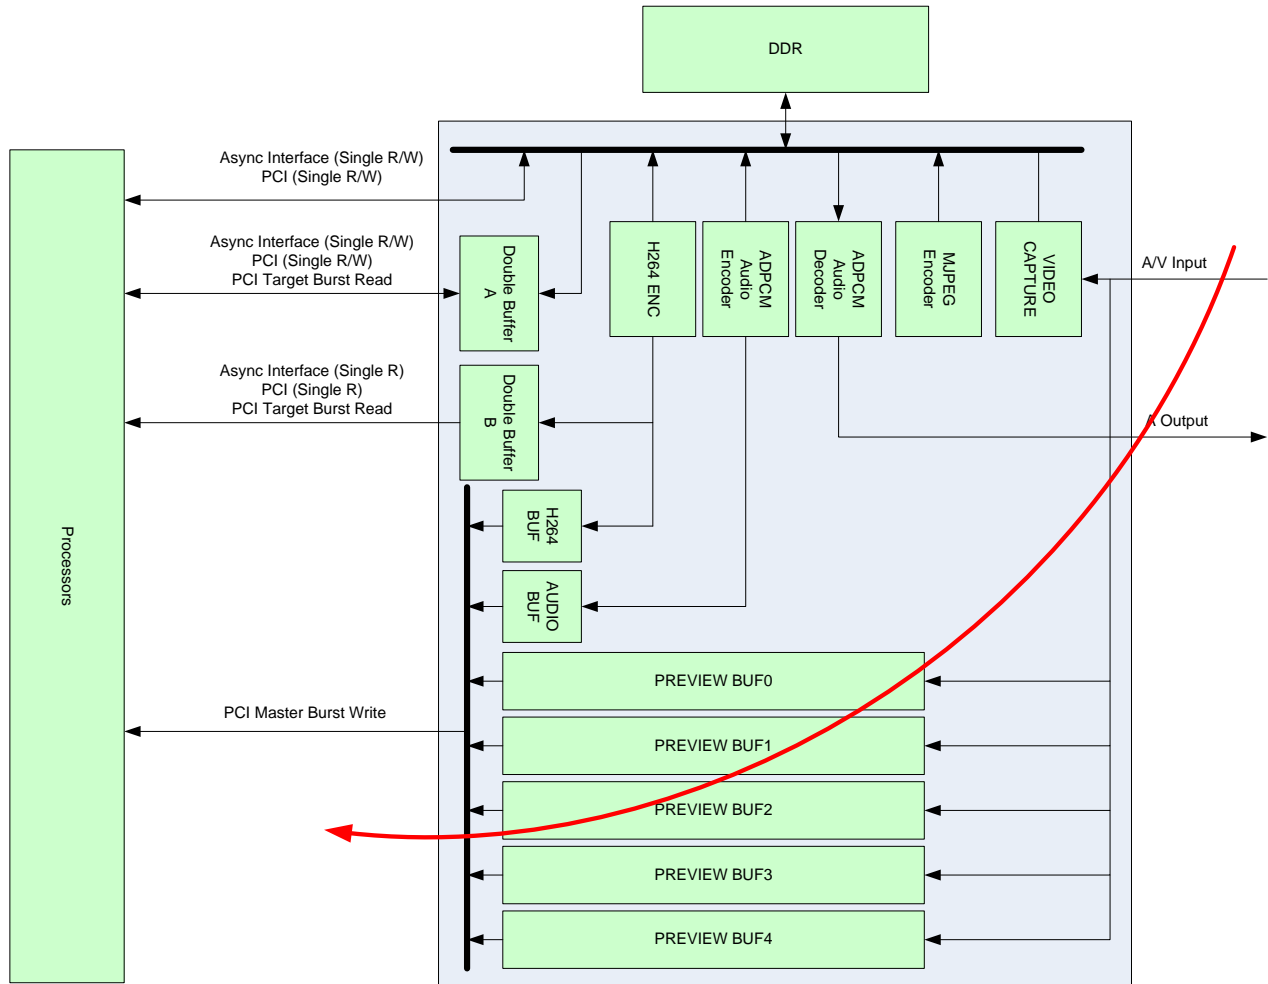 DDR
Async Interface (Single R/W)
PCI (Single R/W)
Async Interface (Single R/W)
PCI (Single R/W)
PCI Target Burst Read
Async Interface (Single R)
PCI (Single R)
PCI Target Burst Read
PCI Master Burst Write
Processors
Double Buffer
A
Double Buffer
B
H264 ENC
ADPCM
Audio
Encoder
ADPCM
Audio
Decoder
MJPEG
Encoder
VIDEO
CAPTURE
A/V Input
A Output
H264
BUF
AUDIO
BUF
PREVIEW BUF0
PREVIEW BUF1
PREVIEW BUF2
PREVIEW BUF3
PREVIEW BUF4